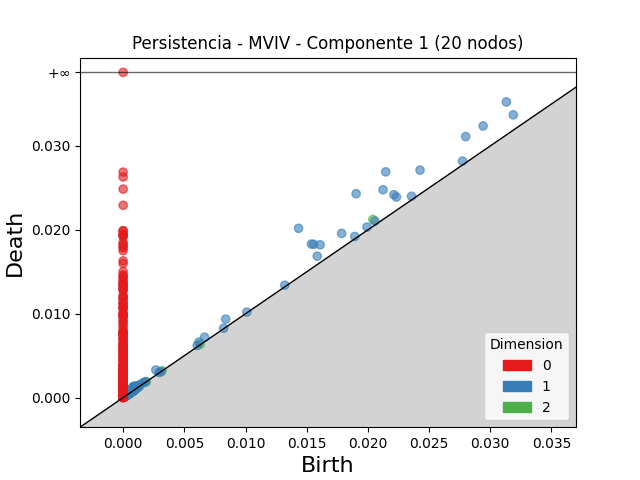 Persistencia - MVIV - Componente 1 (20 nodos)
+∞
0.030
0.020
0.010
0.000
Death
Dimension
0
1
2
0.000 0.005 0.010 0.015 0.020 0.025 0.030 0.035
Birth